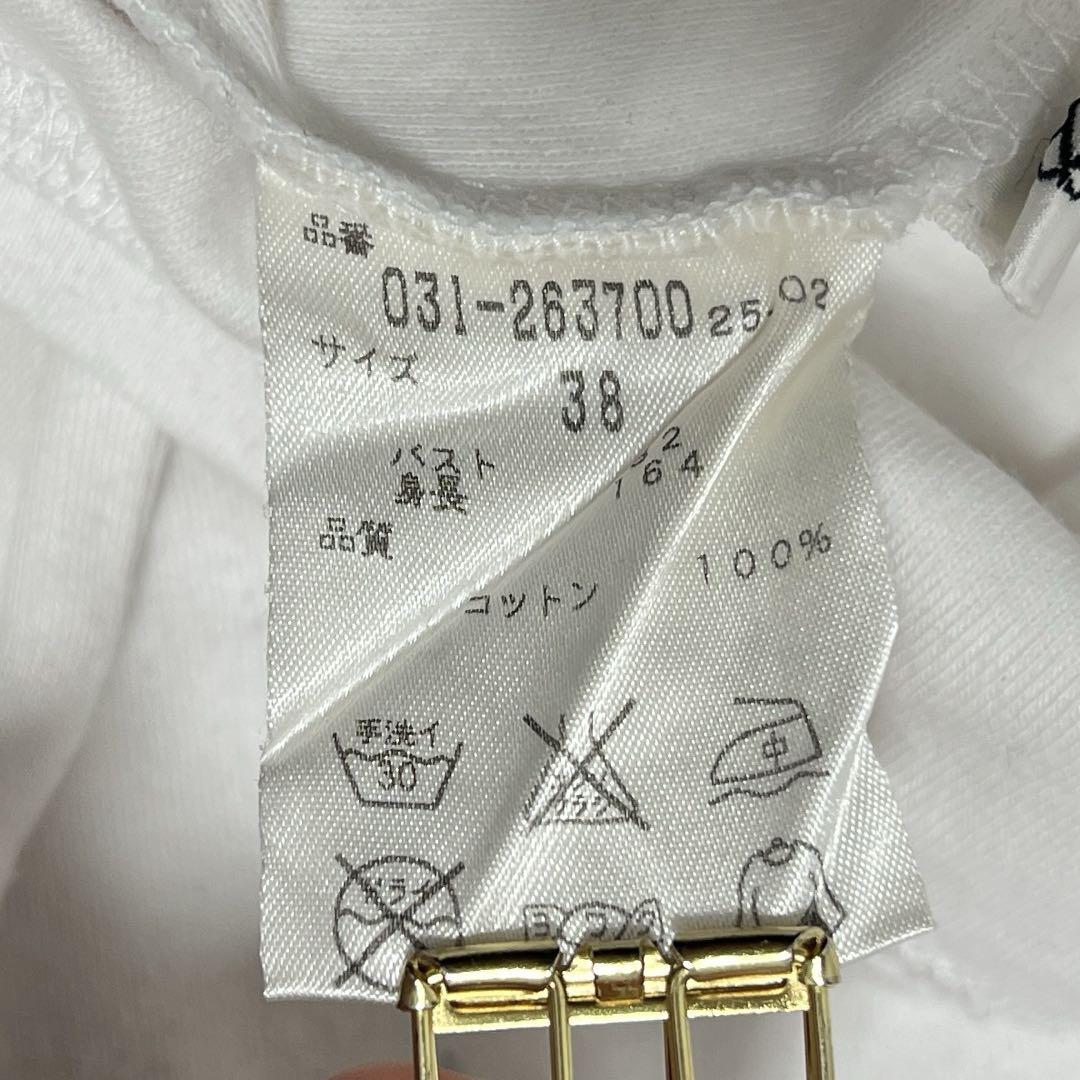 品番
031-263700 25-02
サイズ
38
バスト
身長 164
品質
コットン 100%
手洗イ
30
中